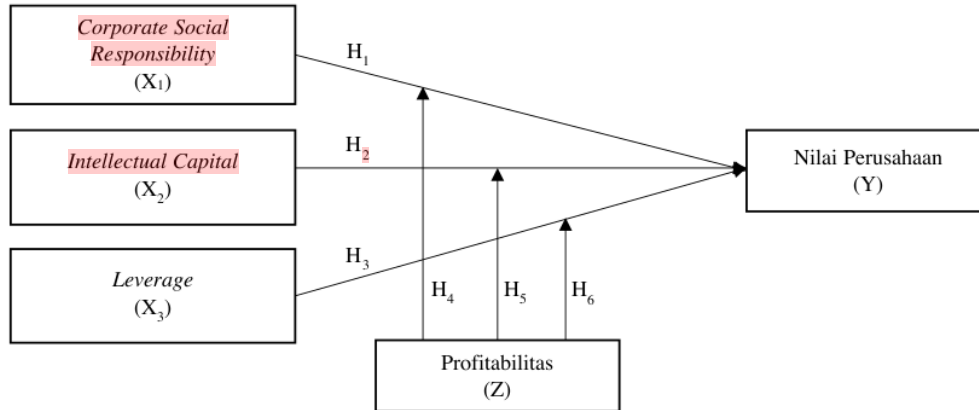 Corporate Social
Responsibility
(X₁)
H₁
Intellectual Capital
(X₂)
H₂
Nilai Perusahaan
(Y)
Leverage
(X₃)
H₃
H₄
H₅
H₆
Profitabilitas
(Z)